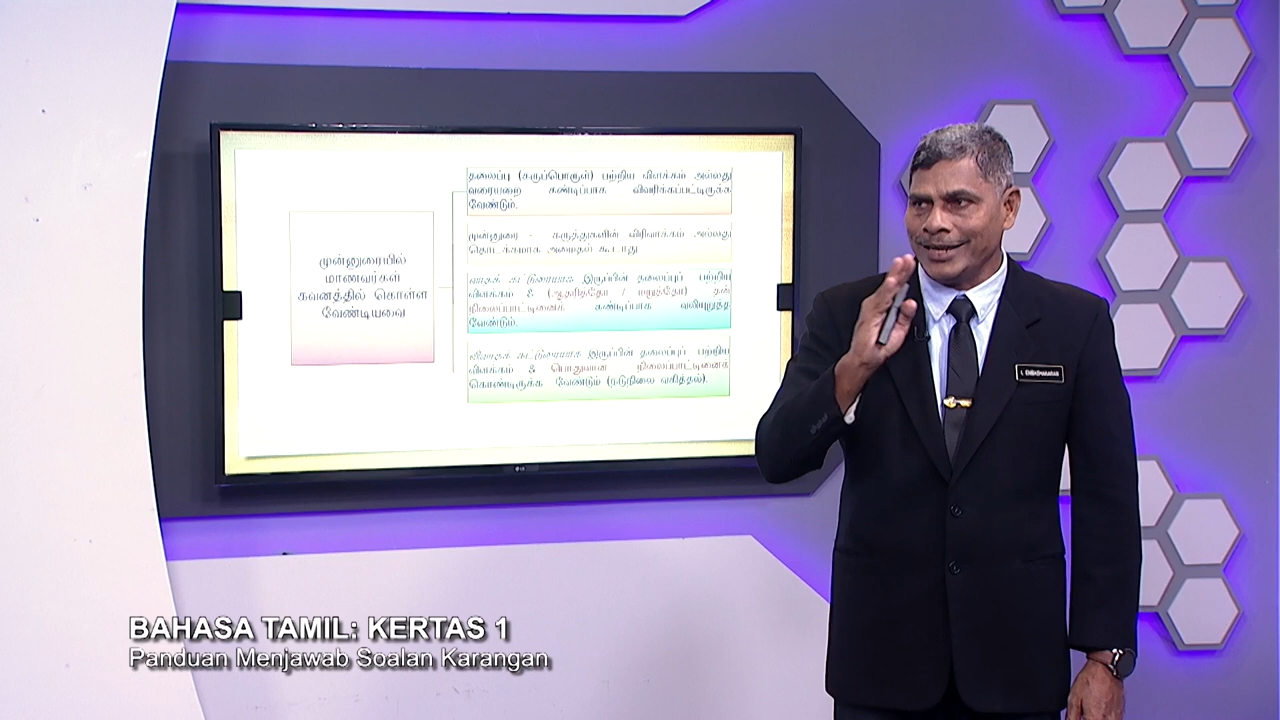 முன்னுரையில்
மாணவர்கள்
கவனத்தில் கொள்ள
வேண்டியவை
தலைப்பு (கருப்பொருள்) பற்றிய விளக்கம் அல்லது
வரையறை கண்டிப்பாக விவரிக்கப்பட்டிருக்க
வேண்டும்.
முன்னுரை - கருத்துகளின் விரிவாக்கம் அல்லது
தொடக்கமாக அமைதல் கூடாது
வாதக் கட்டுரையாக இருப்பின் தலைப்புப் பற்றிய
விளக்கம் & (ஆதரித்தோ / மறுத்தோ) தன்
நிலைப்பாட்டினைக் கண்டிப்பாக வலியுறுத்த
வேண்டும்.
விவாதக் கட்டுரையாக இருப்பின் தலைப்புப் பற்றிய
விளக்கம் & பொதுவான நிலைப்பாட்டினைக்
கொண்டிருக்க வேண்டும் (நடுநிலை வகித்தல்).
LG
BAHASA TAMIL: KERTAS 1
Panduan Menjawab Soalan Karangan